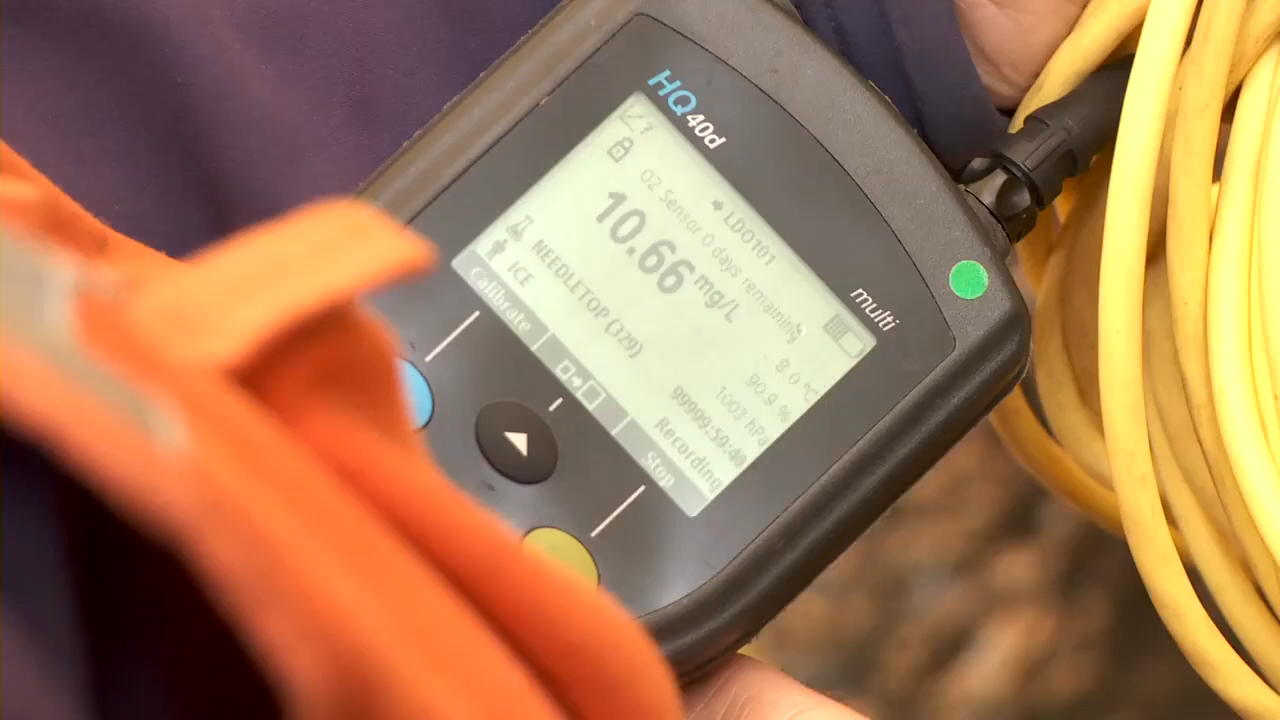 HQ40d
multi
LDO101
O2 Sensor 0 days remaining
10.66 mg/L
8.0 °C
90.9 %
1003 hPa
NEEDLETOP (329)
99999:59:40
ICE
Recording
Calibrate
Stop